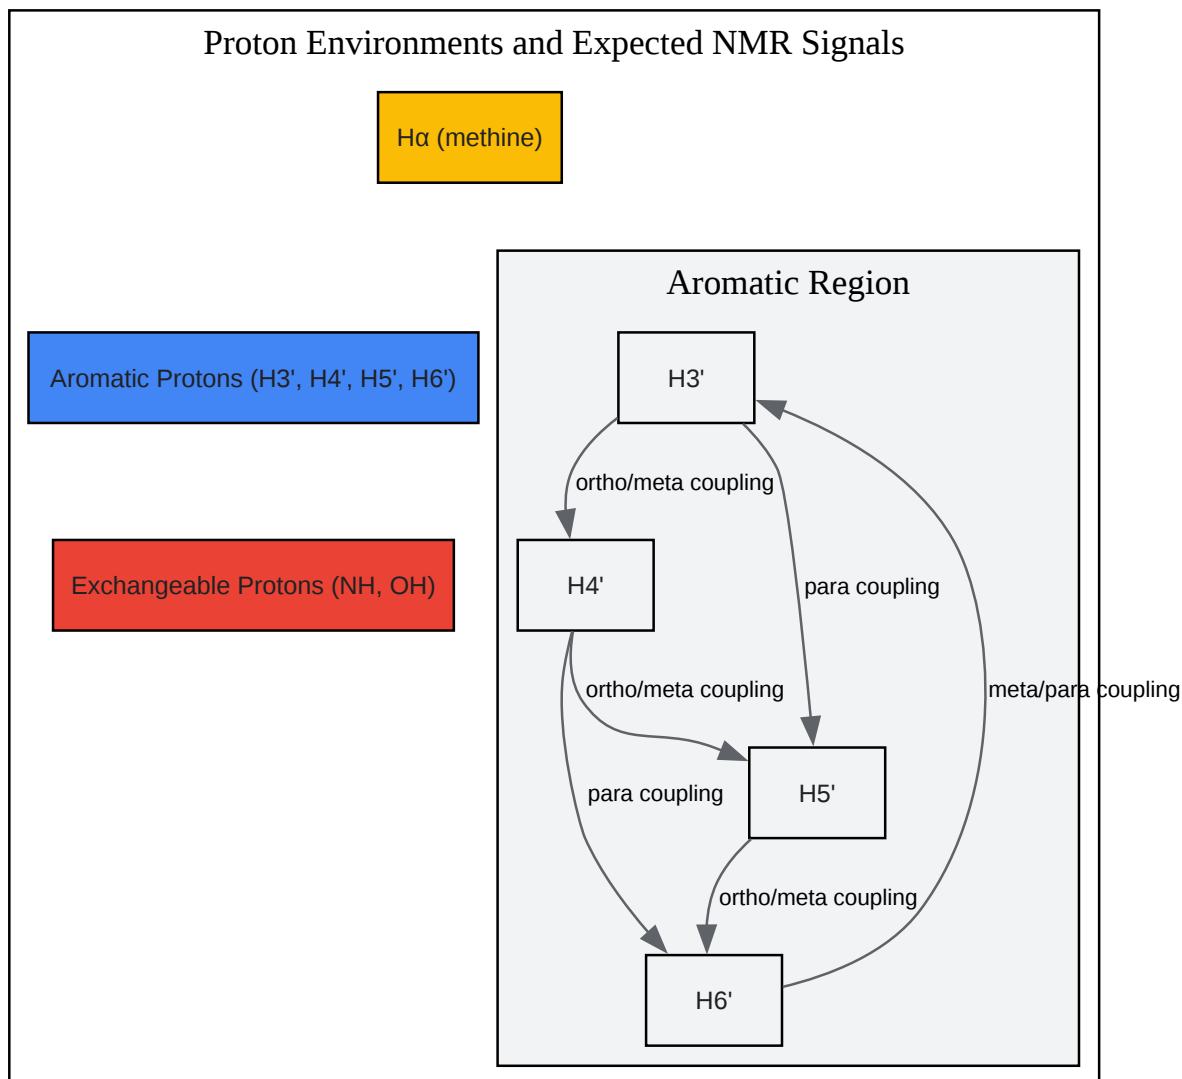 Proton Environments and Expected NMR Signals
Hα (methine)
Aromatic Region
Aromatic Protons (H3', H4', H5', H6')
H3'
ortho/meta coupling
Exchangeable Protons (NH, OH)
H4'
para coupling
ortho/meta coupling
meta/para coupling
para coupling
H5'
ortho/meta coupling
H6'